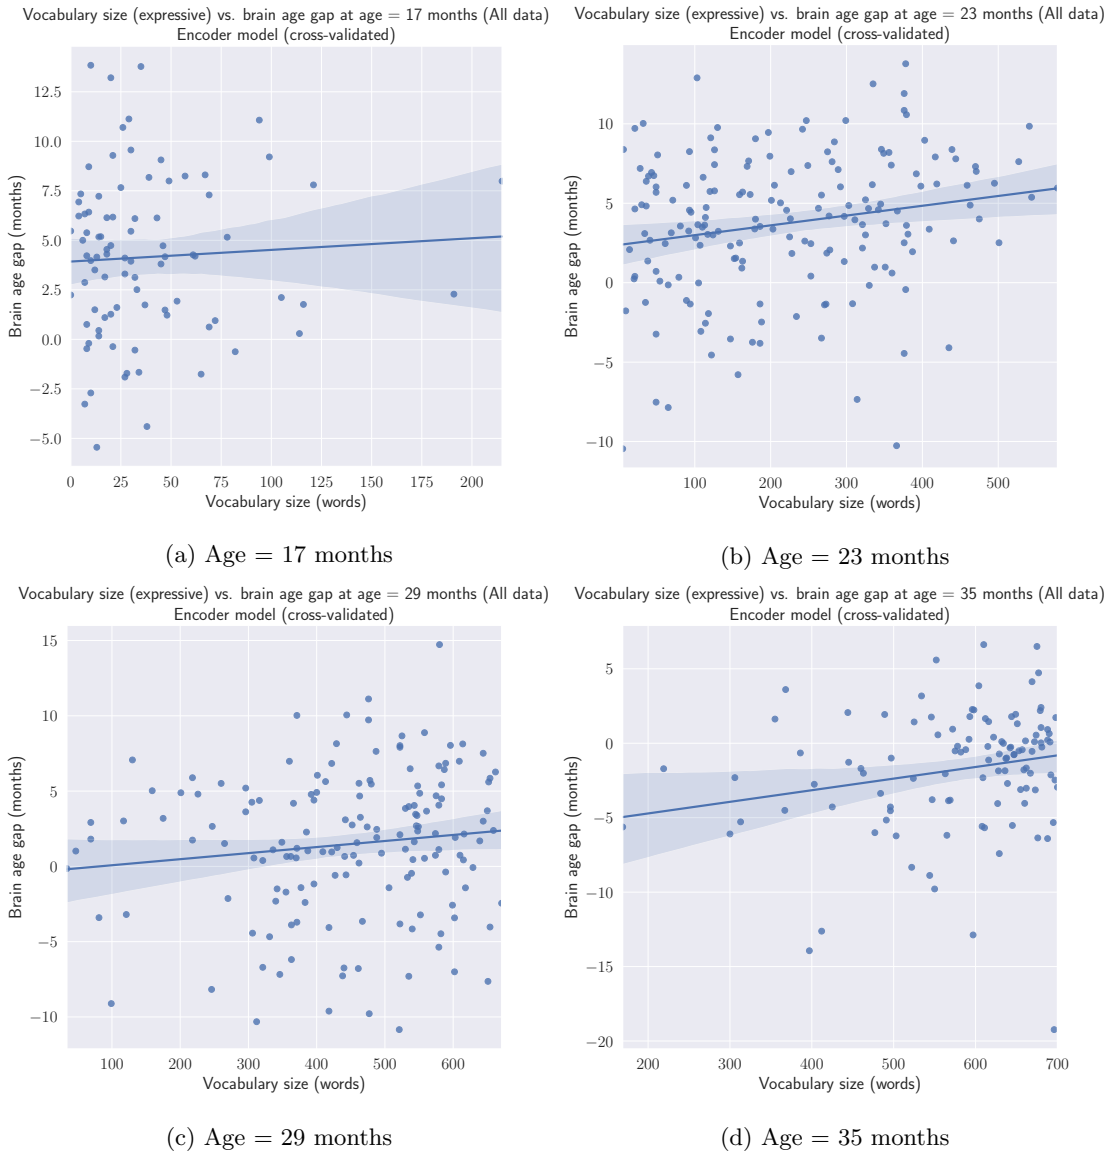 Vocabulary size (expressive) vs. brain age gap at age = 17 months (All data)
Encoder model (cross-validated)
Brain age gap (months)
12.5
10.0
7.5
5.0
2.5
0.0
−2.5
−5.0
0 25 50 75 100 125 150 175 200
Vocabulary size (words)
(a) Age = 17 months
Vocabulary size (expressive) vs. brain age gap at age = 23 months (All data)
Encoder model (cross-validated)
Brain age gap (months)
10
5
0
−5
−10
100 200 300 400 500
Vocabulary size (words)
(b) Age = 23 months
Vocabulary size (expressive) vs. brain age gap at age = 29 months (All data)
Encoder model (cross-validated)
Brain age gap (months)
15
10
5
0
−5
−10
100 200 300 400 500 600
Vocabulary size (words)
(c) Age = 29 months
Vocabulary size (expressive) vs. brain age gap at age = 35 months (All data)
Encoder model (cross-validated)
Brain age gap (months)
5
0
−5
−10
−15
−20
200 300 400 500 600 700
Vocabulary size (words)
(d) Age = 35 months